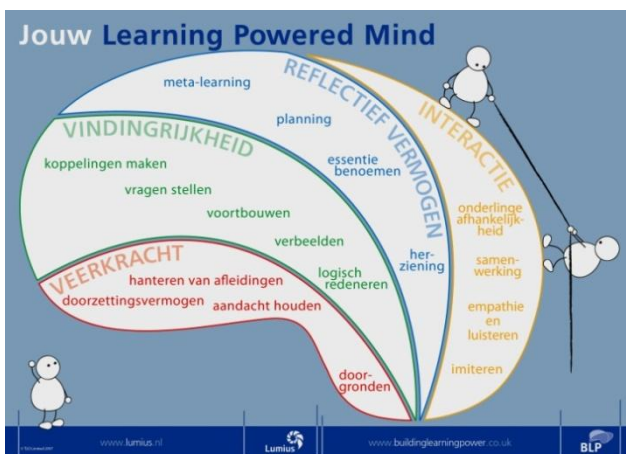 Jouw Learning Powered Mind
REFLECTIEF VERMOGEN
meta-learning
planning
essentie
benoemen
her-
ziening
VINDINGRIJKHEID
koppelingen maken
vragen stellen
voortbouwen
verbeelden
logisch
redeneren
VEERKRACHT
hanteren van afleidingen
doorzettingsvermogen
aandacht houden
door-
gronden
INTERACTIE
onderlinge
afhankelijk-
heid
samen-
werking
empathie
en
luisteren
imiteren
www.lumius.nl
Lumius
www.buildinglearningpower.co.uk
BLP